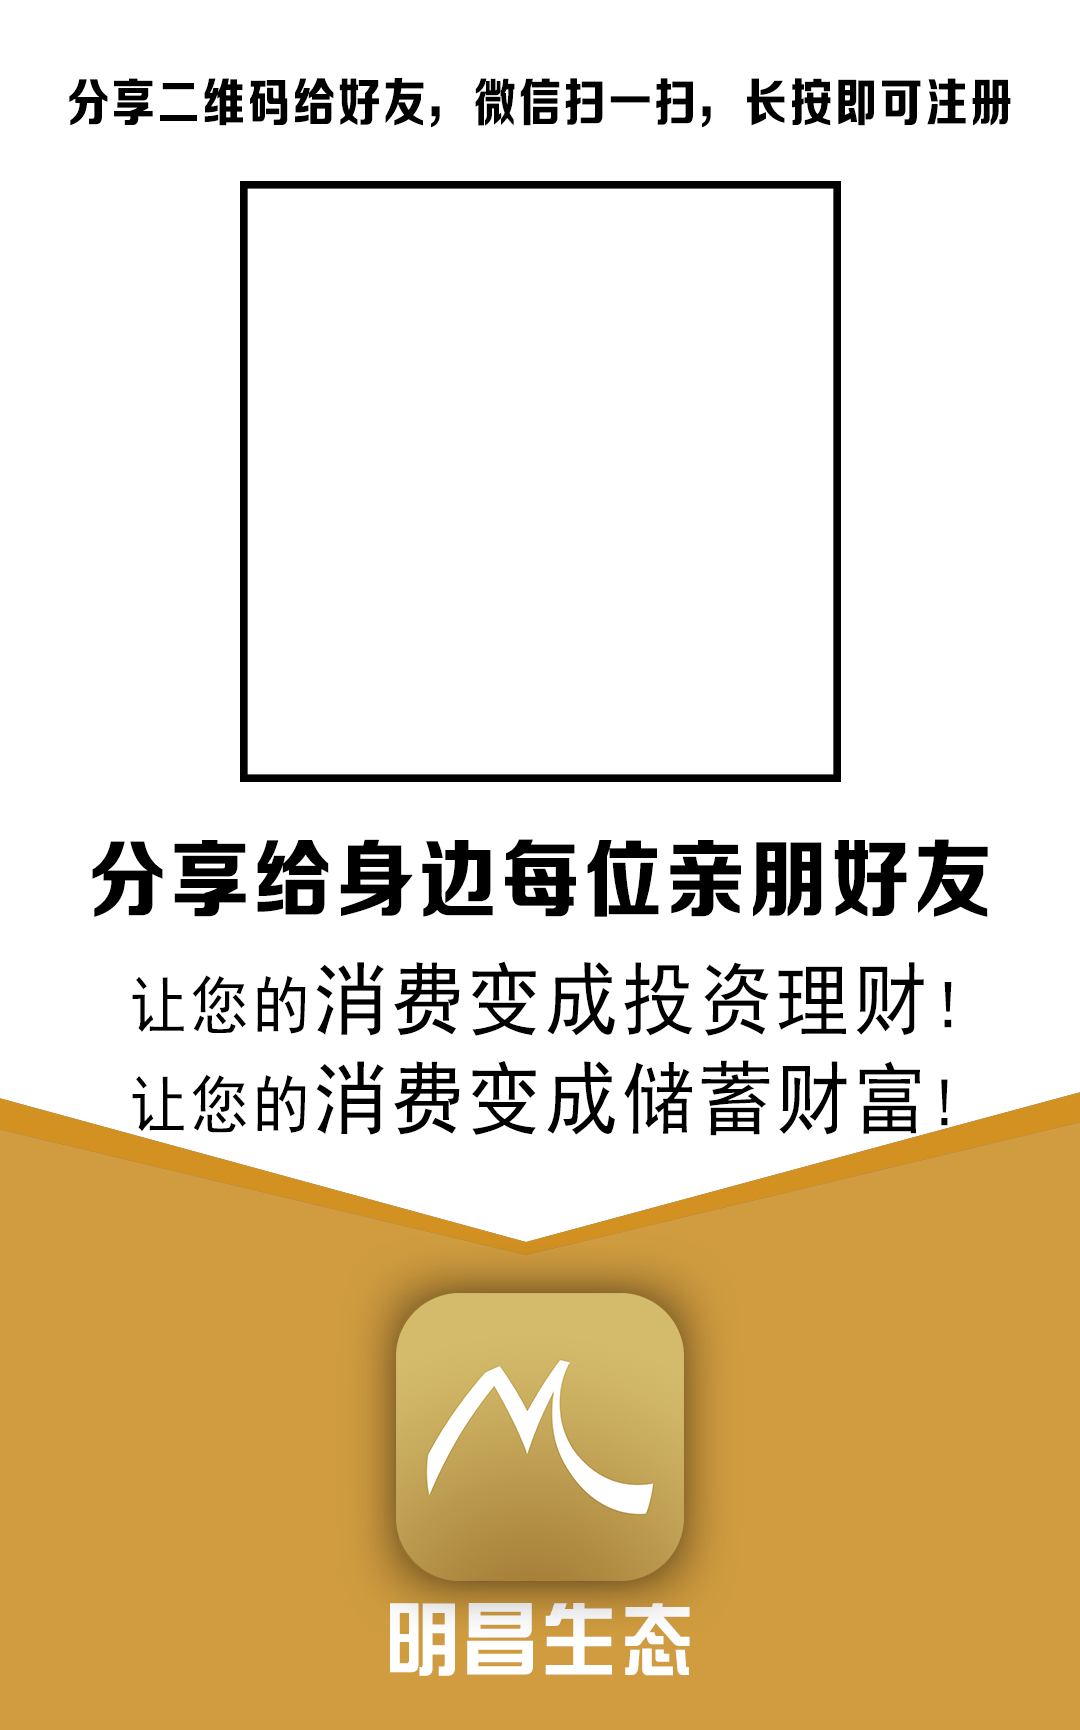 分享二维码给好友，微信扫一扫，长按即可注册
分享给身边每位亲朋好友
让您的消费变成投资理财！
让您的消费变成储蓄财富！
明昌生态